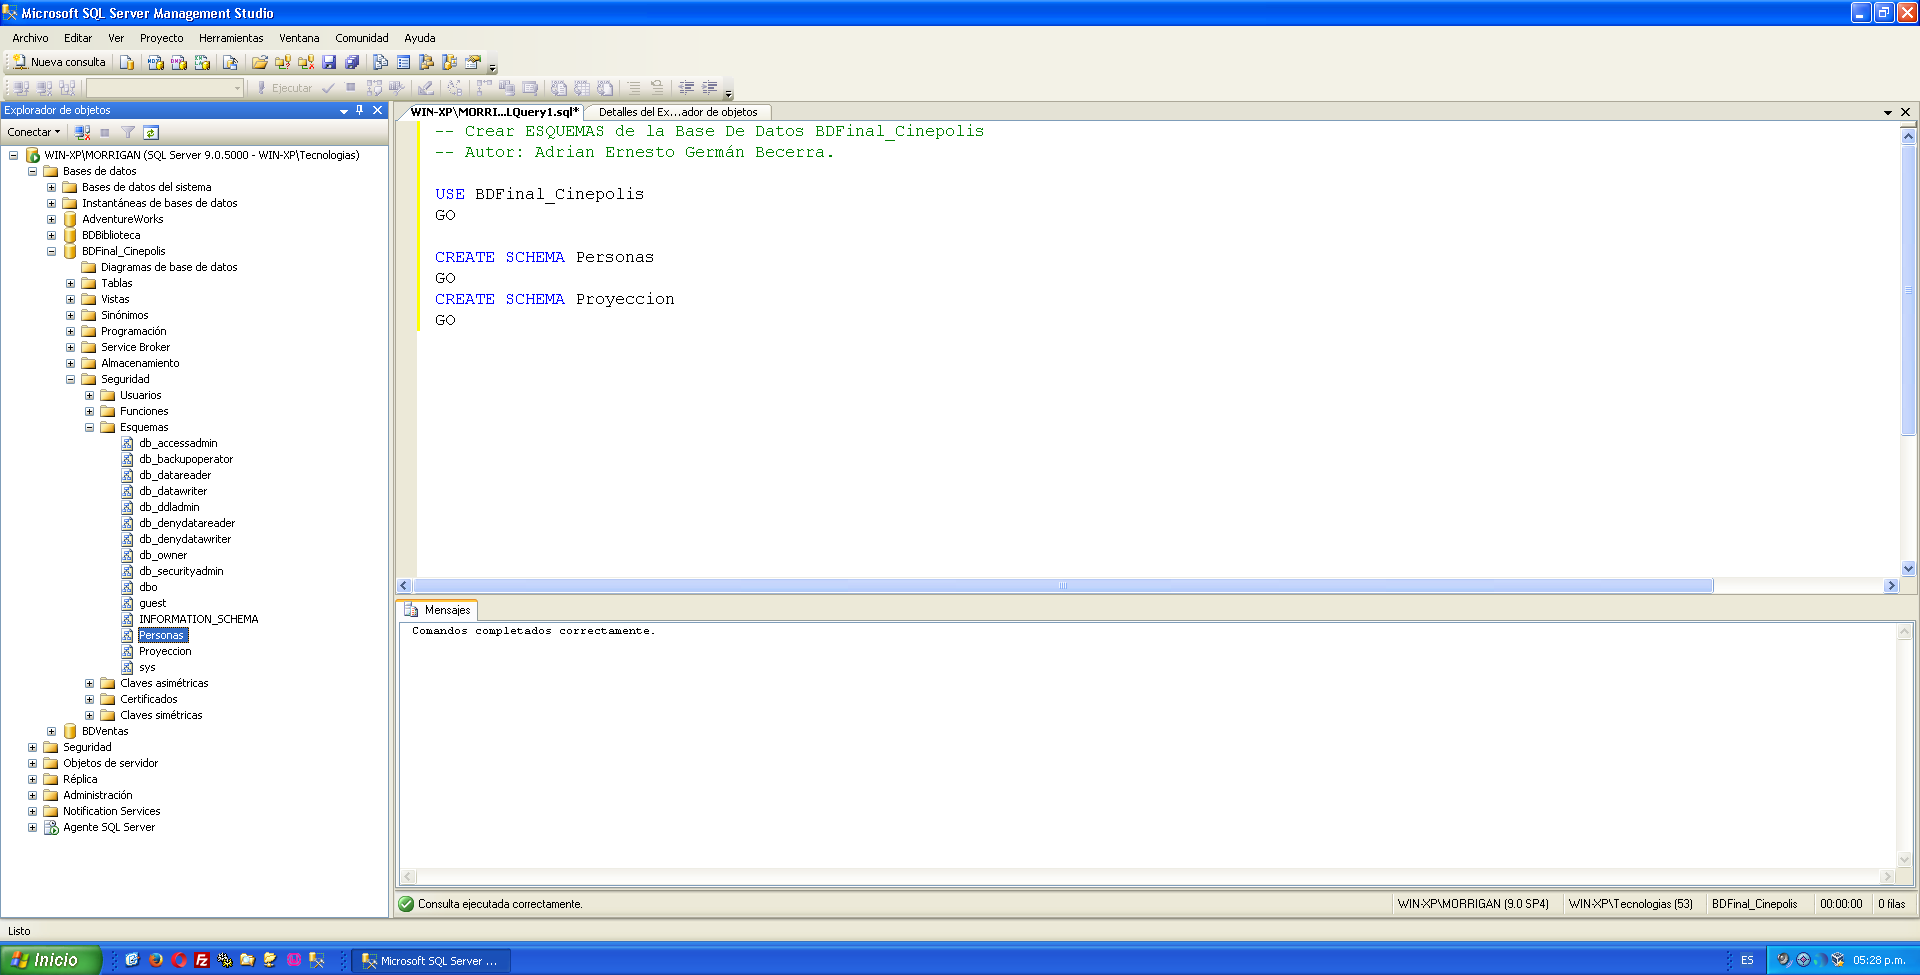 Microsoft SQL Server Management Studio
Archivo Editar Ver Proyecto Herramientas Ventana Comunidad Ayuda
Nueva consulta
Ejecutar
Explorador de objetos
Conectar
WIN-XP\MORRIGAN (SQL Server 9.0.5000 - WIN-XP\Tecnologias)
Bases de datos
Bases de datos del sistema
Instantáneas de bases de datos
AdventureWorks
BDBiblioteca
BDFinal_Cinepolis
Diagramas de base de datos
Tablas
Vistas
Sinónimos
Programación
Service Broker
Almacenamiento
Seguridad
Usuarios
Funciones
Esquemas
db_accessadmin
db_backupoperator
db_datareader
db_datawriter
db_ddladmin
db_denydatareader
db_denydatawriter
db_owner
db_securityadmin
dbo
guest
INFORMATION_SCHEMA
Personas
Proyeccion
sys
Claves asimétricas
Certificados
Claves simétricas
BDVentas
Seguridad
Objetos de servidor
Réplica
Administración
Notification Services
Agente SQL Server
WIN-XP\MORRI...LQuery1.sql* Detalles del Ex...ador de objetos
-- Crear ESQUEMAS de la Base De Datos BDFinal_Cinepolis
-- Autor: Adrian Ernesto Germán Becerra.
USE BDFinal_Cinepolis
GO
CREATE SCHEMA Personas
GO
CREATE SCHEMA Proyeccion
GO
Mensajes
Comandos completados correctamente.
Consulta ejecutada correctamente. WIN-XP\MORRIGAN (9.0 SP4) WIN-XP\Tecnologias (53) BDFinal_Cinepolis 00:00:00 0 filas
Listo
Inicio Microsoft SQL Server ... ES 05:28 p.m.